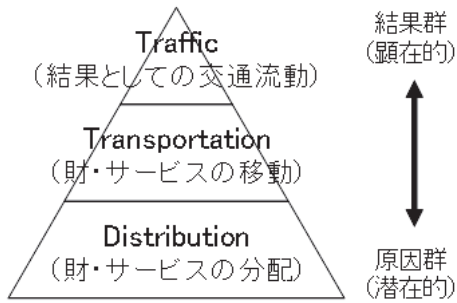 Traffic
（結果としての交通流動）
Transportation
（財・サービスの移動）
Distribution
（財・サービスの分配）
結果群
（顕在的）
原因群
（潜在的）